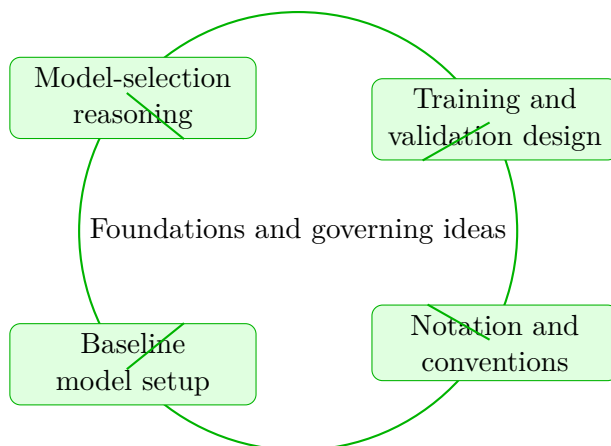 Model-selection
reasoning
Training and
validation design
Foundations and governing ideas
Baseline
model setup
Notation and
conventions